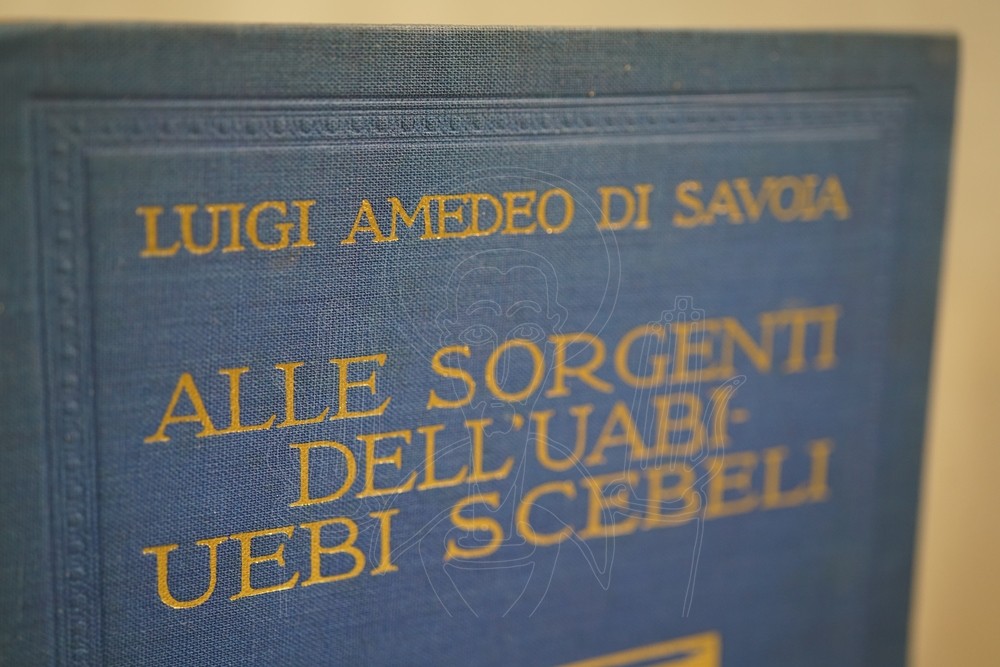 LUIGI AMEDEO DI SAVOIA
ALLE SORGENTI
DELL'UABI-
UEBI SCEBELI